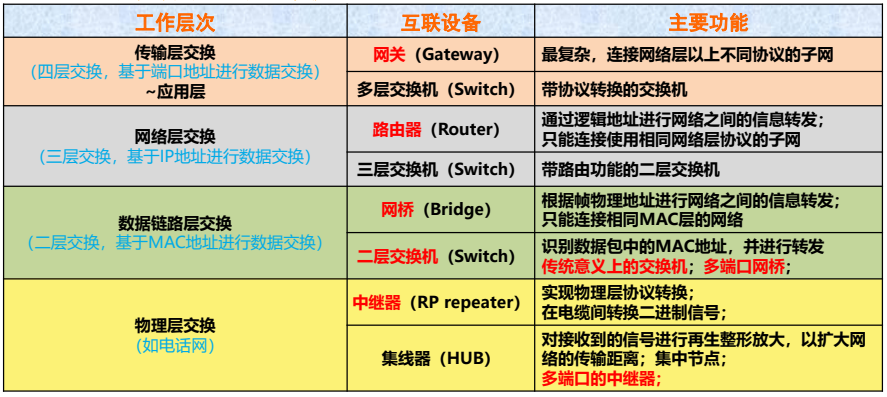 工作层次
互联设备
主要功能
传输层交换
(四层交换，基于端口地址进行数据交换)
~应用层
网关（Gateway）
最复杂，连接网络层以上不同协议的子网
多层交换机（Switch）
带协议转换的交换机
网络层交换
(三层交换，基于IP地址进行数据交换)
路由器（Router）
通过逻辑地址进行网络之间的信息转发；
只能连接使用相同网络层协议的子网
三层交换机（Switch）
带路由功能的二层交换机
数据链路层交换
(二层交换，基于MAC地址进行数据交换)
网桥（Bridge）
根据帧物理地址进行网络之间的信息转发；
只能连接相同MAC层的网络
二层交换机（Switch）
识别数据包中的MAC地址，并进行转发
传统意义上的交换机；多端口网桥；
物理层交换
(如电话网)
中继器（RP repeater）
实现物理层协议转换；
在电缆间转换二进制信号；
集线器（HUB）
对接收到的信号进行再生整形放大，以扩大网
络的传输距离；集中节点；
多端口的中继器；